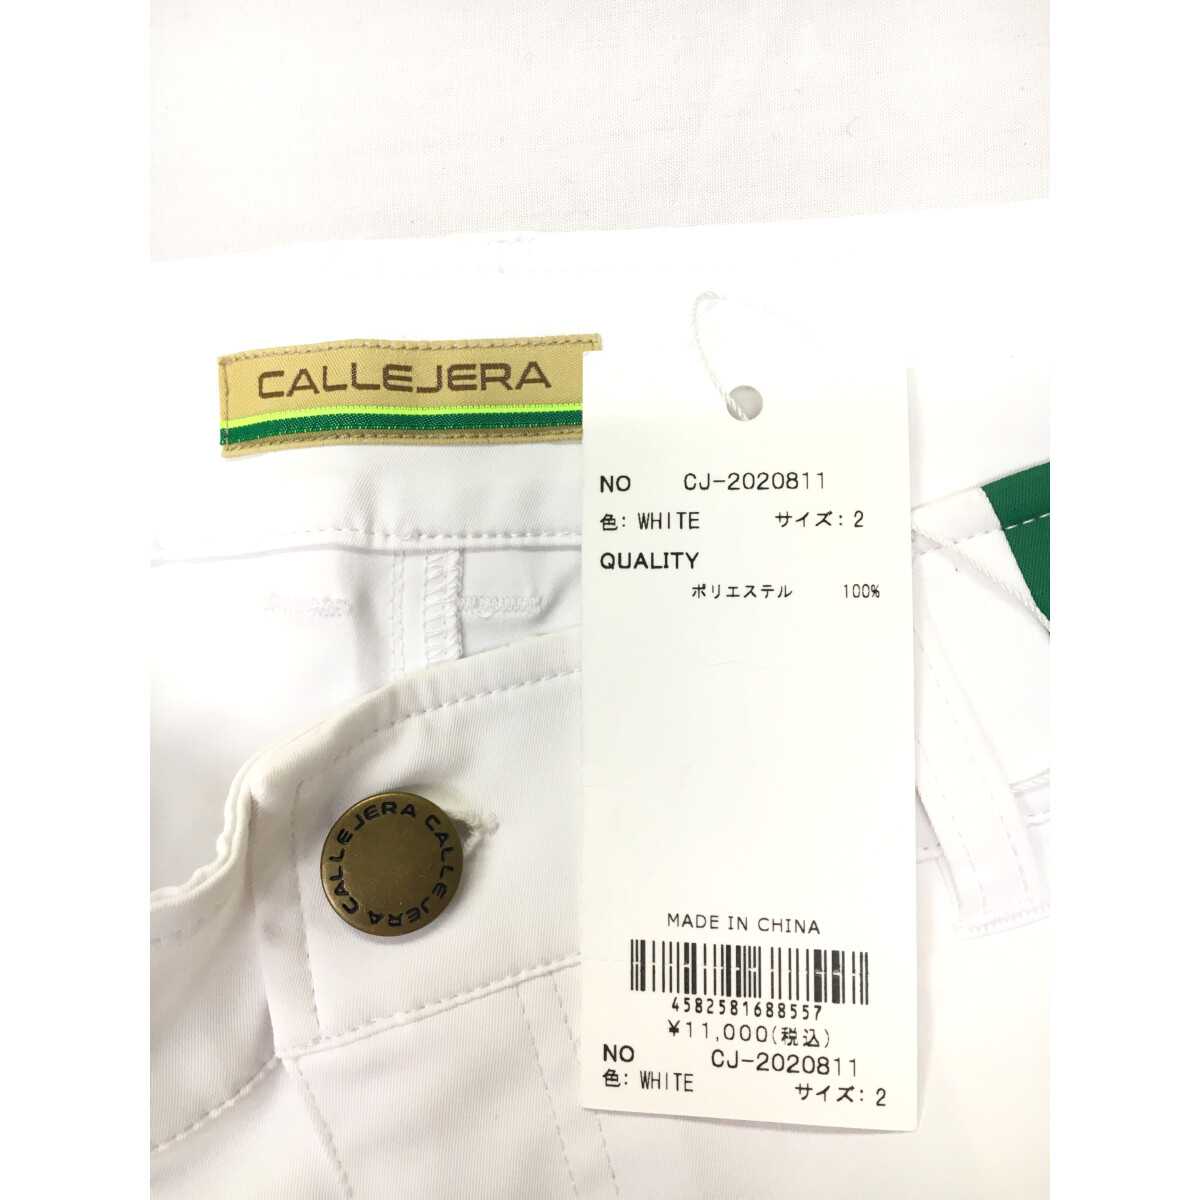 CALLEJERA
NO CJ-2020811
色: WHITE サイズ: 2
QUALITY
ポリエステル 100%
CALLEJERA CALLEJERA
MADE IN CHINA
4582581688557
¥11,000(税込)
NO CJ-2020811
色: WHITE サイズ: 2